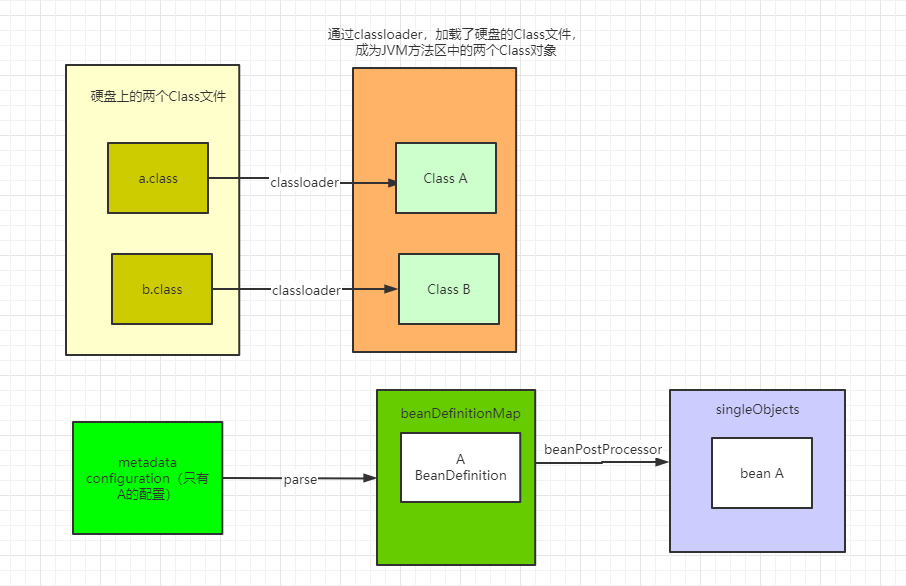 通过classloader，加载了硬盘的Class文件，
成为JVM方法区中的两个Class对象
硬盘上的两个Class文件
a.class
classloader
Class A
b.class
classloader
Class B
metadata
configuration（只有
A的配置）
parse
beanDefinitionMap
A
BeanDefinition
beanPostProcessor
singleObjects
bean A